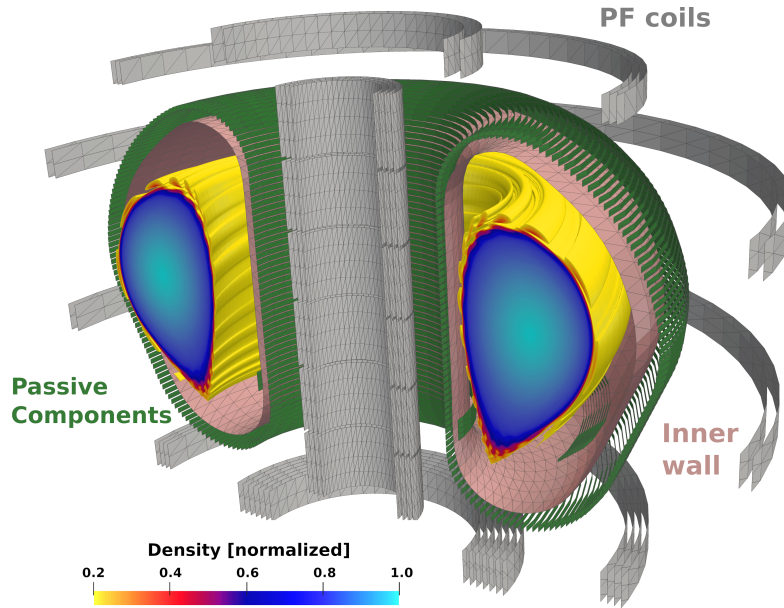 PF coils
Passive
Components
Inner
wall
Density [normalized]
0.2 0.4 0.6 0.8 1.0